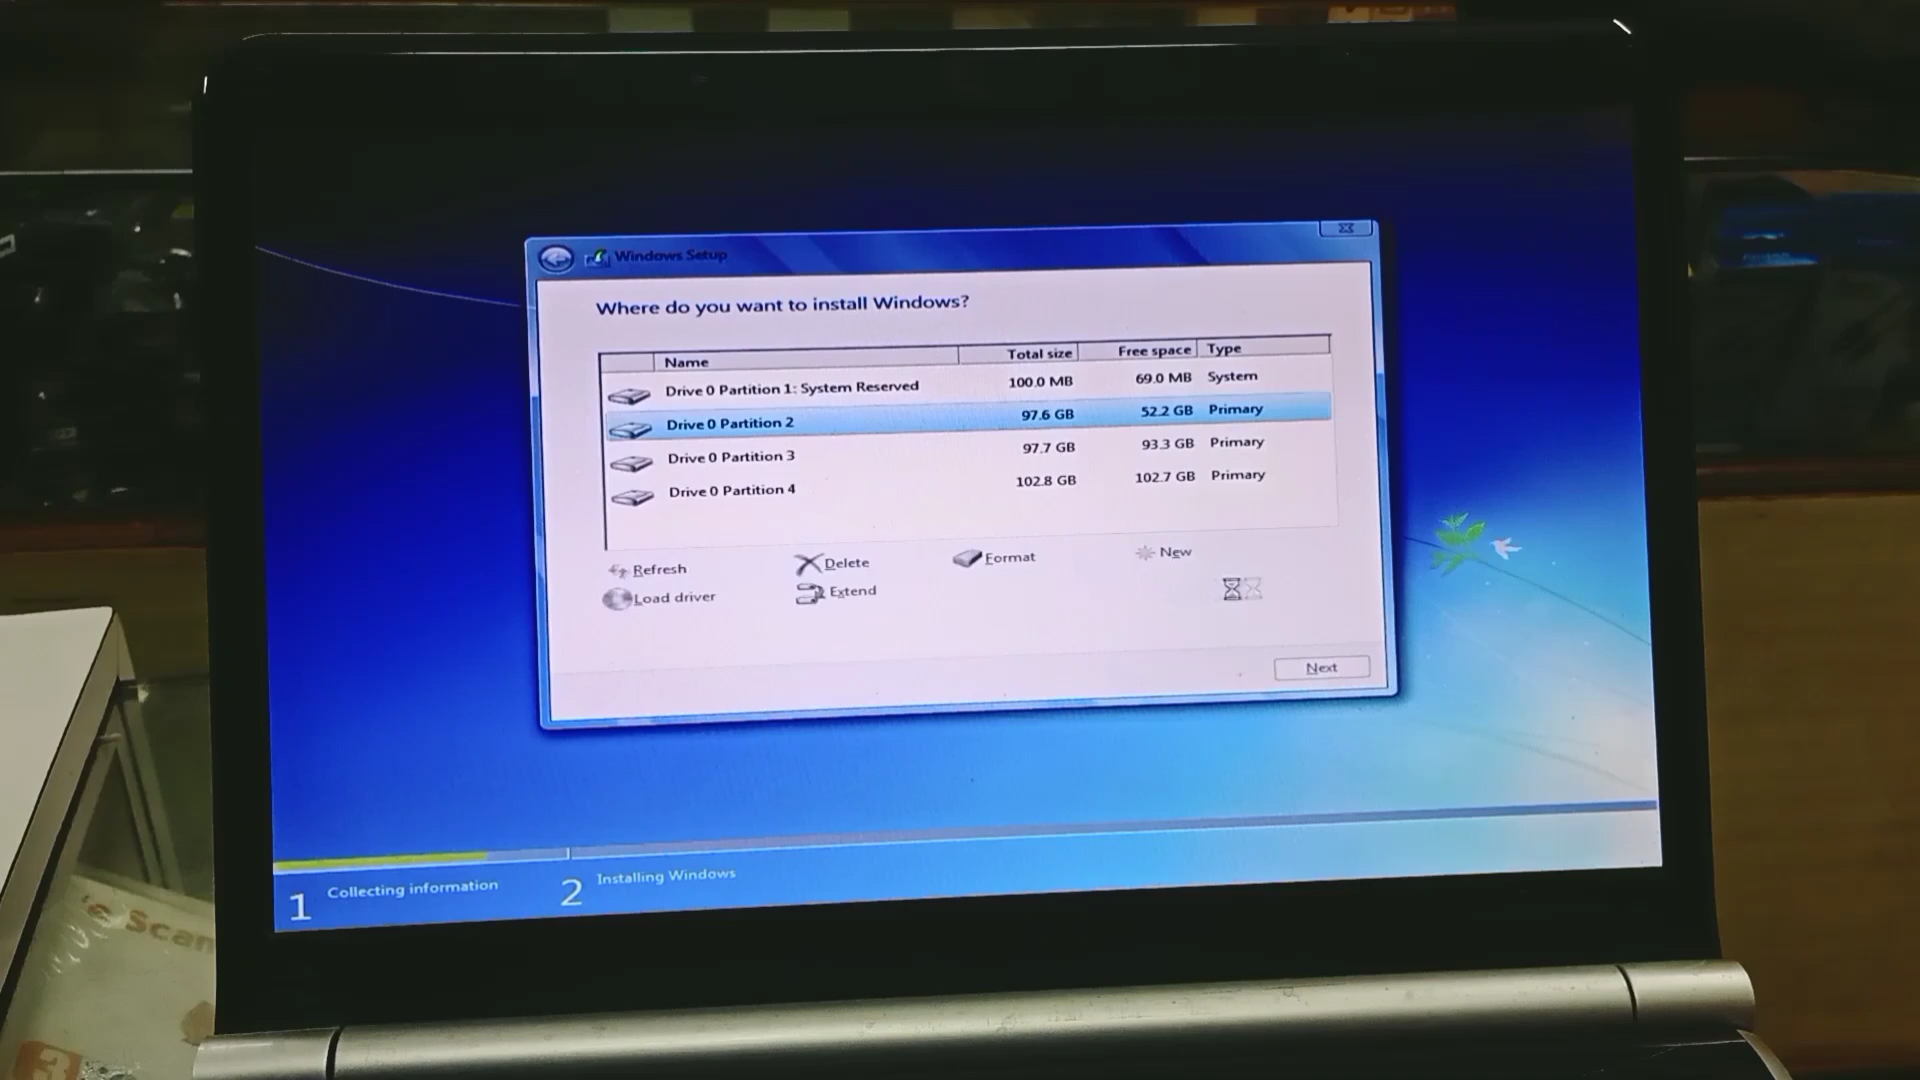 Windows Setup
Where do you want to install Windows?
Name Total size Free space Type
Drive 0 Partition 1: System Reserved 100.0 MB 69.0 MB System
Drive 0 Partition 2 97.6 GB 52.2 GB Primary
Drive 0 Partition 3 97.7 GB 93.3 GB Primary
Drive 0 Partition 4 102.8 GB 102.7 GB Primary
Refresh Delete Format New
Load driver Extend
Next
1 Collecting information 2 Installing Windows
3